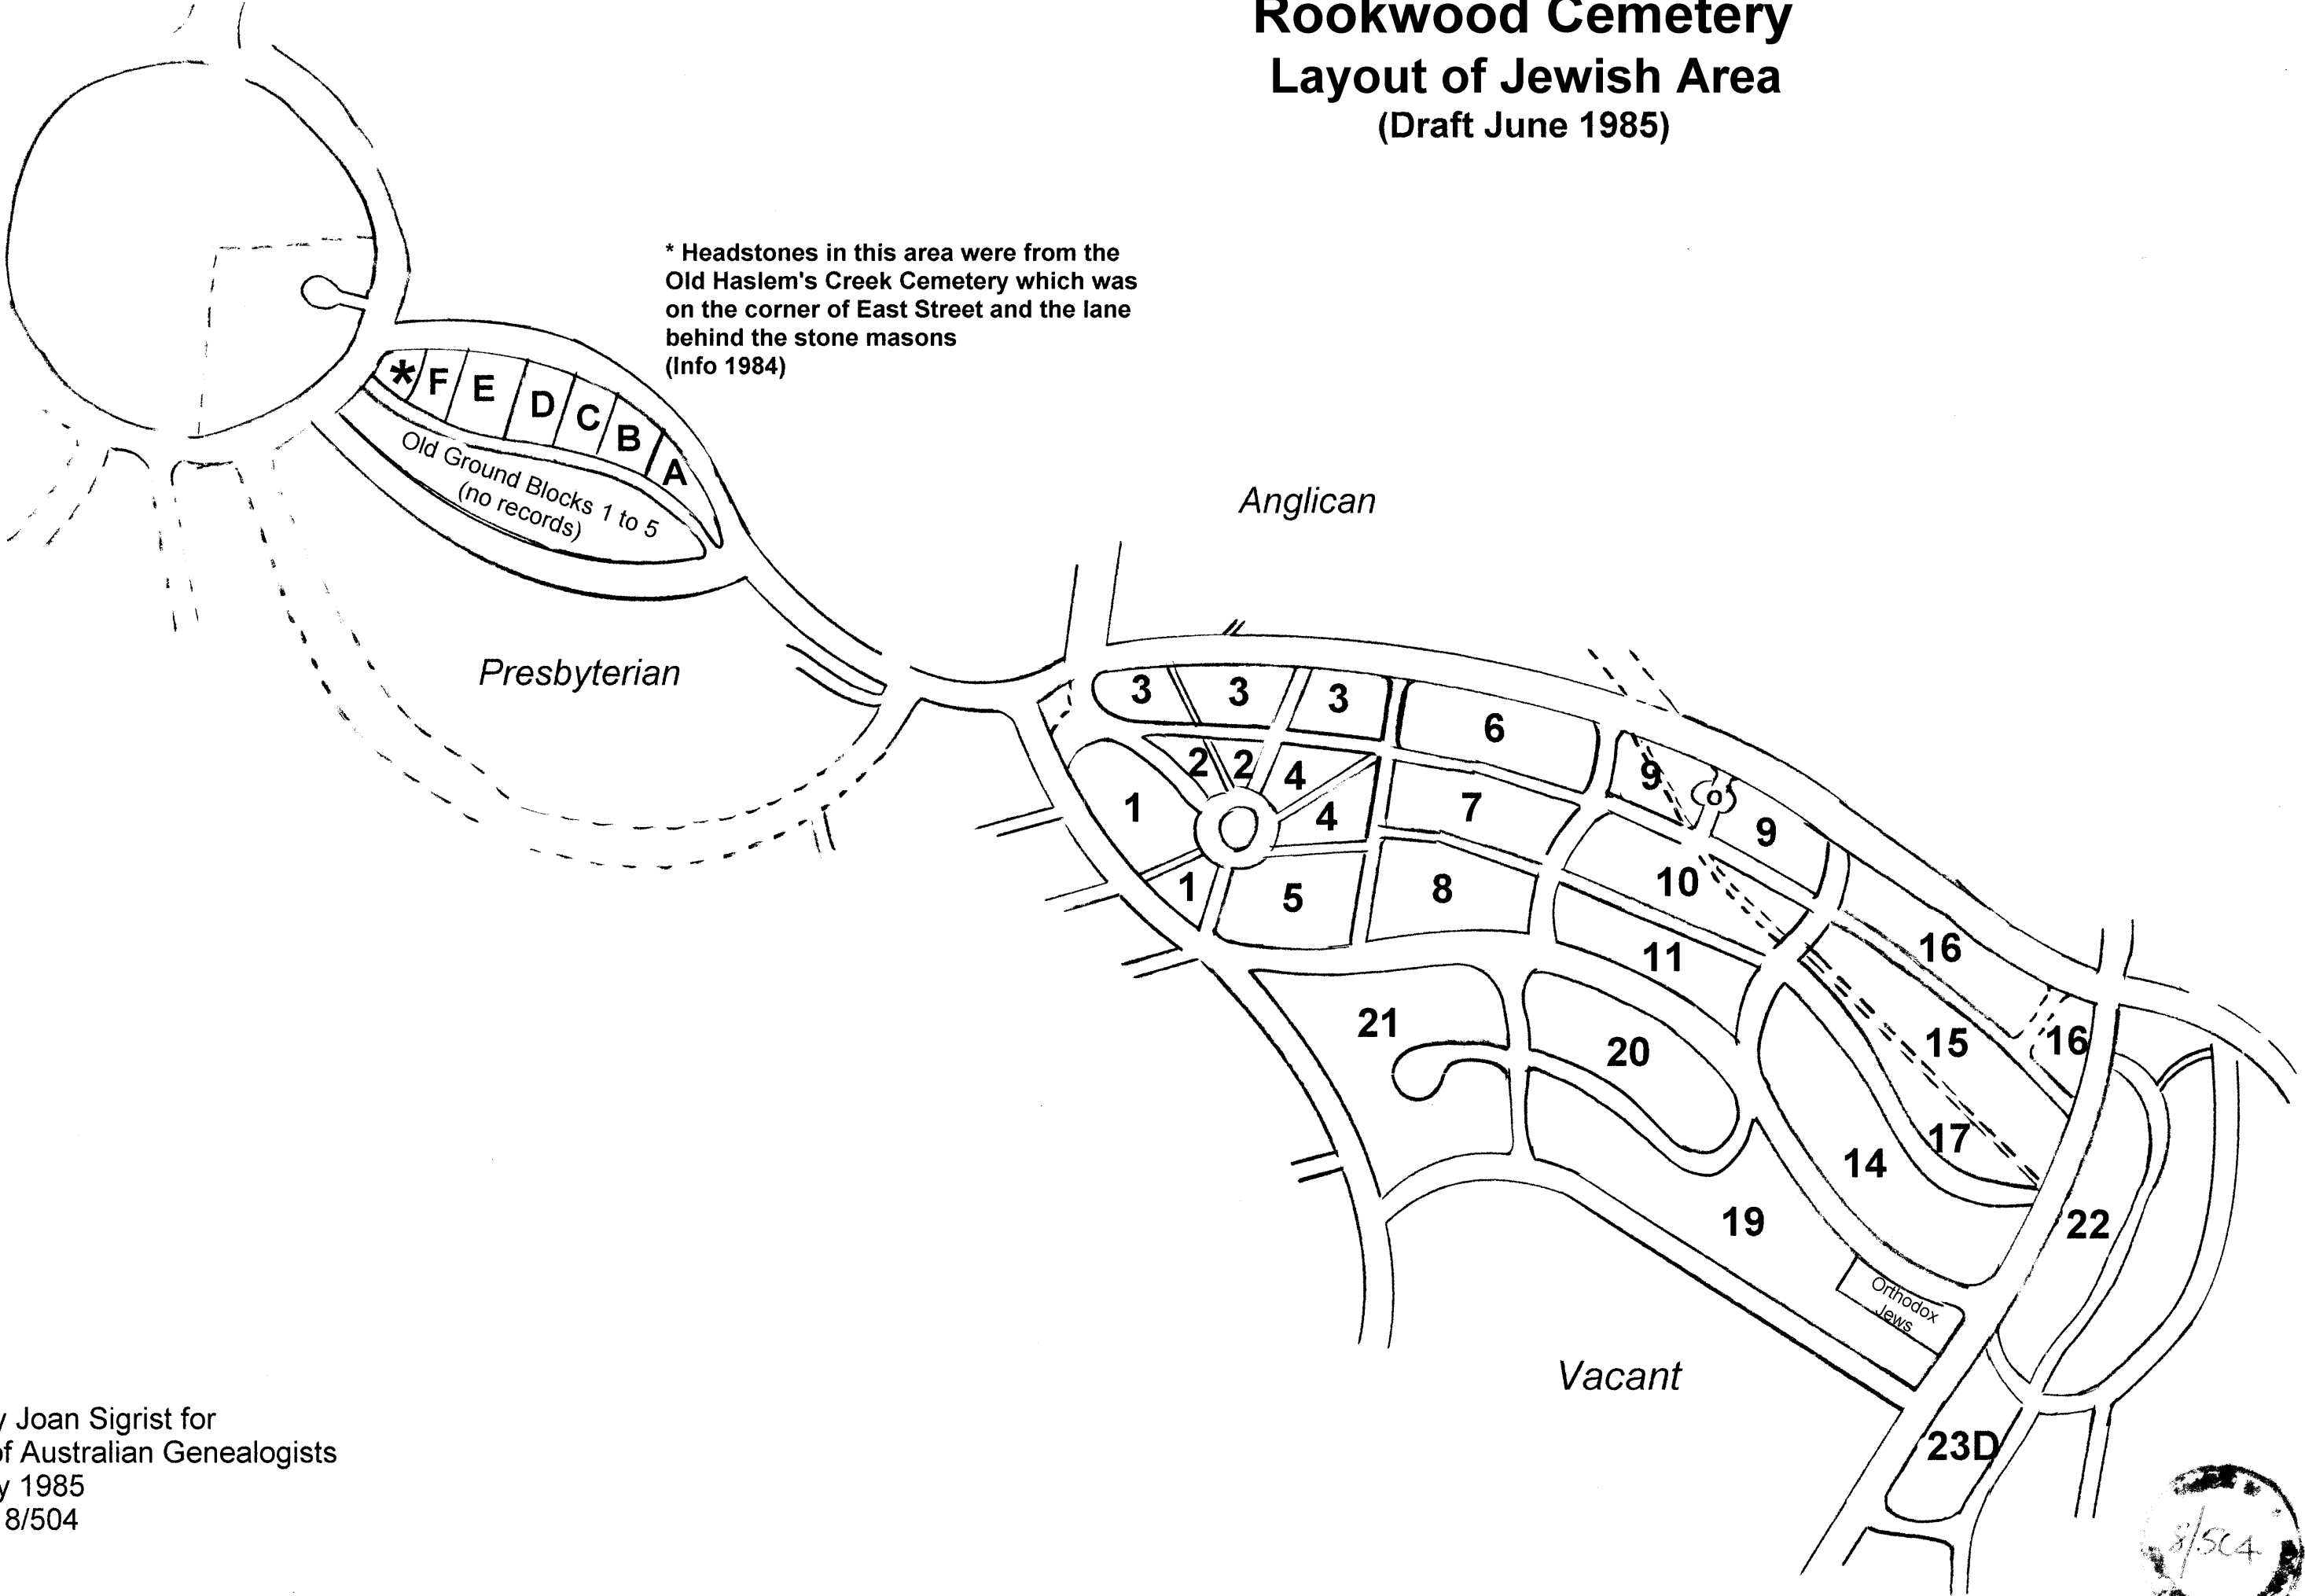 Rookwood Cemetery
Layout of Jewish Area
(Draft June 1985)
* Headstones in this area were from the
Old Haslem's Creek Cemetery which was
on the corner of East Street and the lane
behind the stone masons
(Info 1984)
*
F
E
D
C
B
A
Old Ground Blocks 1 to 5
(no records)
Anglican
Presbyterian
3
3
3
6
2
2
4
9
1
4
7
9
1
5
8
10
11
16
21
20
15
16
17
14
19
22
Orthodox
Jews
Vacant
23D
y Joan Sigrist for
of Australian Genealogists
y 1985
8/504
8/504